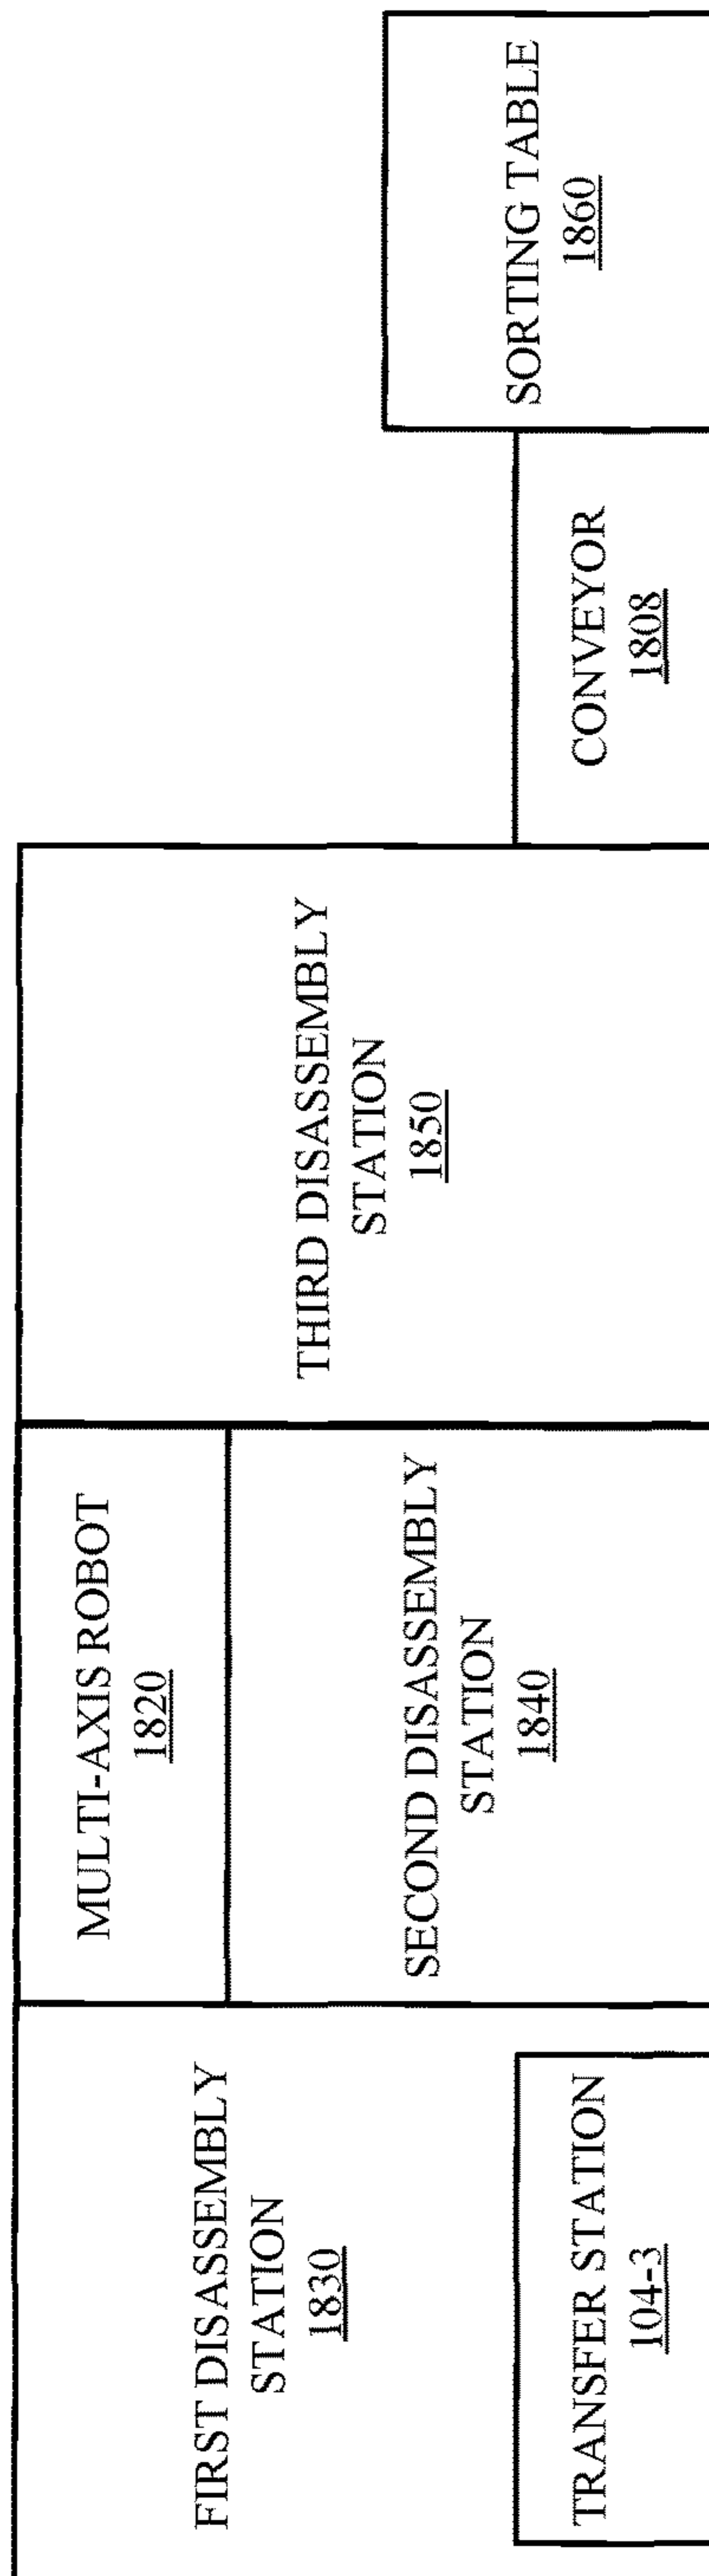 FIRST DISASSEMBLY
STATION
1830
TRANSFER STATION
104-3
MULTI-AXIS ROBOT
1820
SECOND DISASSEMBLY
STATION
1840
THIRD DISASSEMBLY
STATION
1850
CONVEYOR
1808
SORTING TABLE
1860